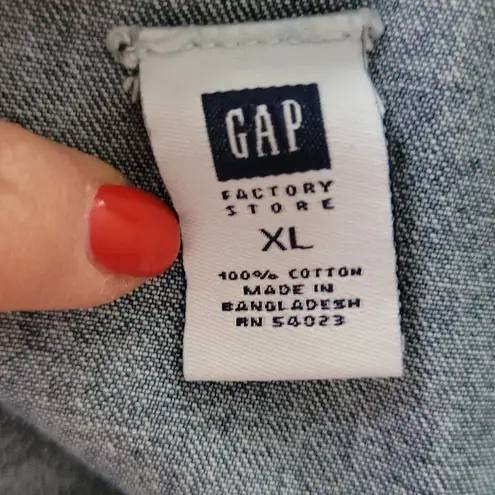 GAP
FACTORY
STORE
XL
100% COTTON
MADE IN
BANGLADESH
RN 54023